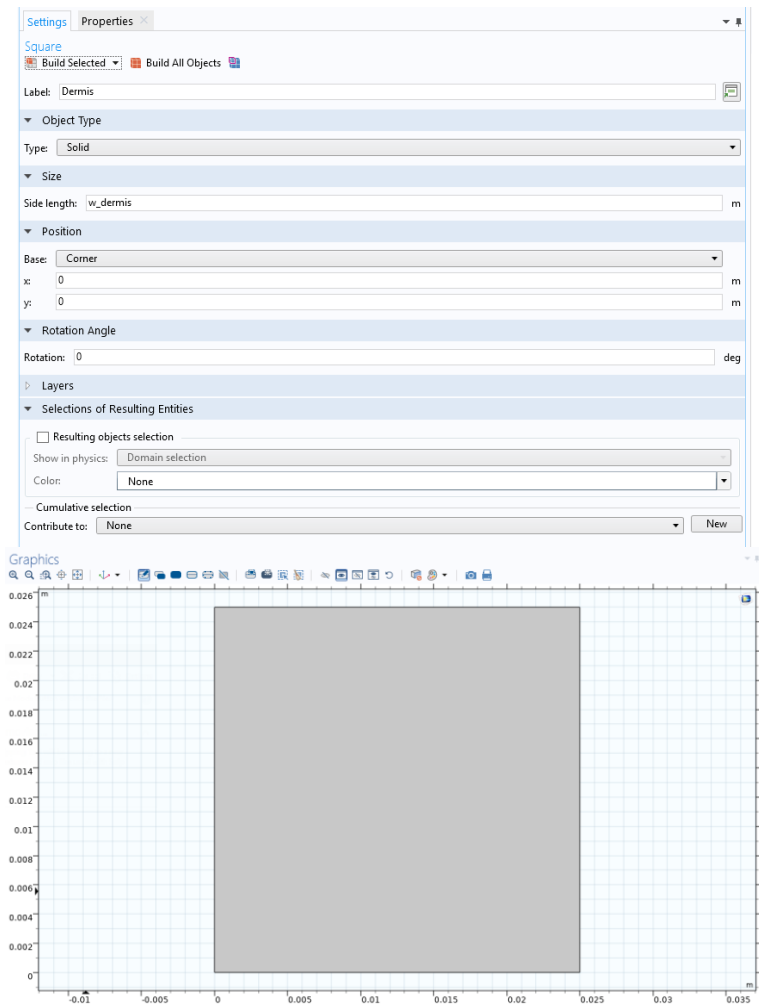 Settings Properties
Square
Build Selected Build All Objects
Label: Dermis
Object Type
Type: Solid
Size
Side length: w_dermis m
Position
Base: Corner
x: 0 m
y: 0 m
Rotation Angle
Rotation: 0 deg
Layers
Selections of Resulting Entities
Resulting objects selection
Show in physics: Domain selection
Color: None
Cumulative selection
Contribute to: None New
Graphics
0.026 m
0.024
0.022
0.02
0.018
0.016
0.014
0.012
0.01
0.008
0.006
0.004
0.002
0
m
-0.01 -0.005 0 0.005 0.01 0.015 0.02 0.025 0.03 0.035